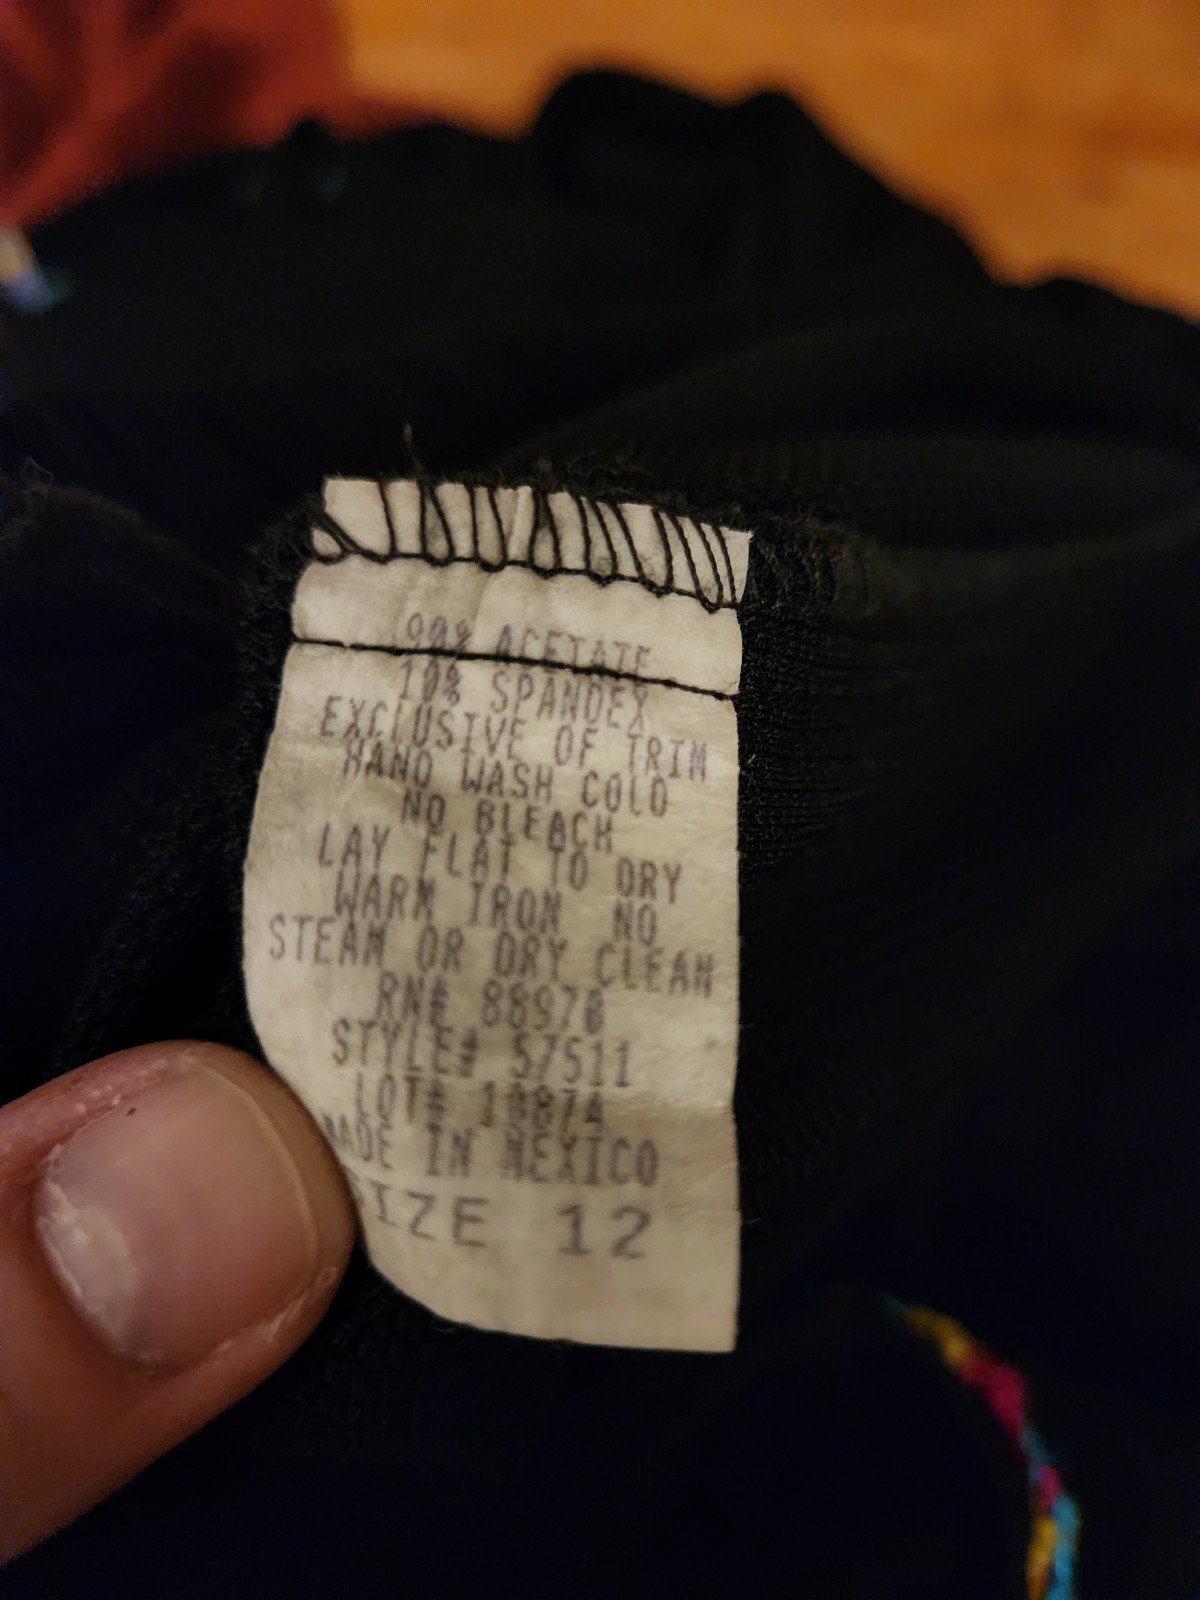 90% ACETATE
10% SPANDEX
EXCLUSIVE OF TRIM
HAND WASH COLD
NO BLEACH
LAY FLAT TO DRY
WARM IRON NO
STEAM OR DRY CLEAN
RN# 88970
STYLE# 57511
LOT#
MADE IN MEXICO
SIZE 12